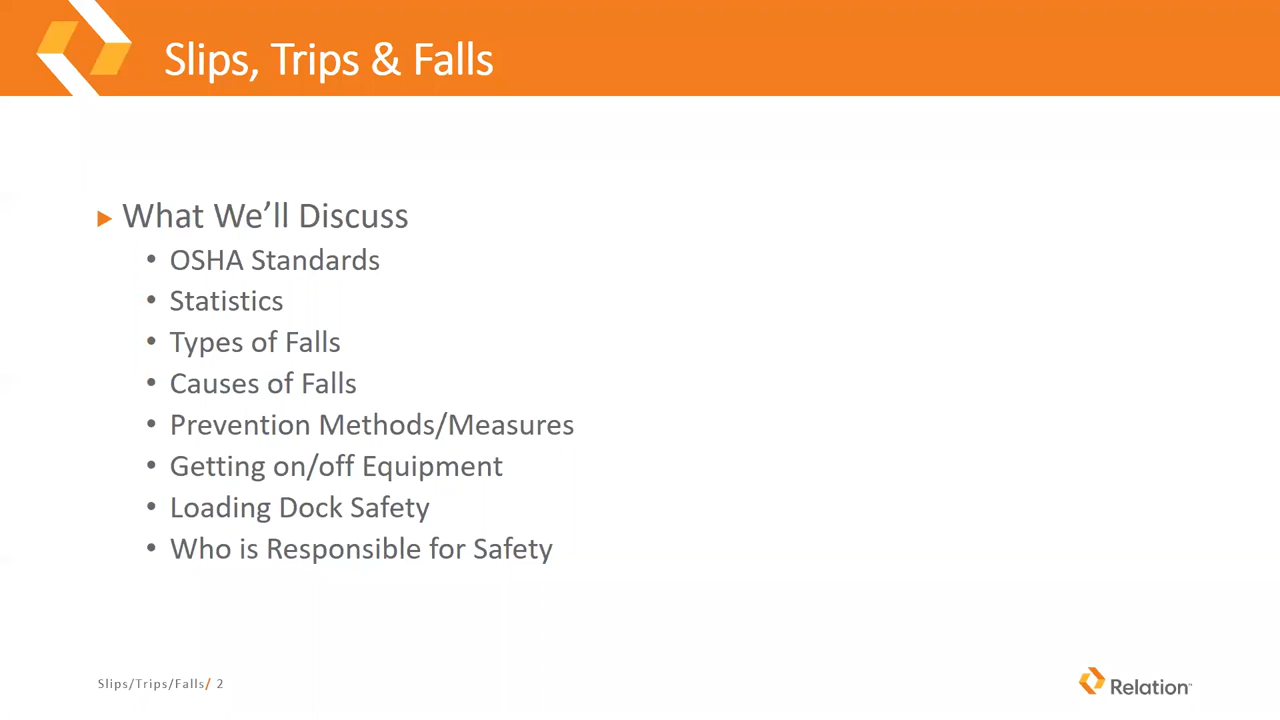 Slips, Trips & Falls
What We’ll Discuss
• OSHA Standards
• Statistics
• Types of Falls
• Causes of Falls
• Prevention Methods/Measures
• Getting on/off Equipment
• Loading Dock Safety
• Who is Responsible for Safety
Slips/Trips/Falls/ 2
Relation™